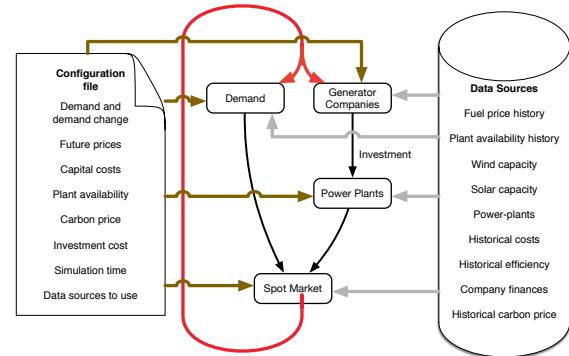 Configuration
file
Demand and
demand change
Future prices
Capital costs
Plant availability
Carbon price
Investment cost
Simulation time
Data sources to use
Demand
Generator
Companies
Investment
Power Plants
Spot Market
Data Sources
Fuel price history
Plant availability history
Wind capacity
Solar capacity
Power-plants
Historical costs
Historical efficiency
Company finances
Historical carbon price